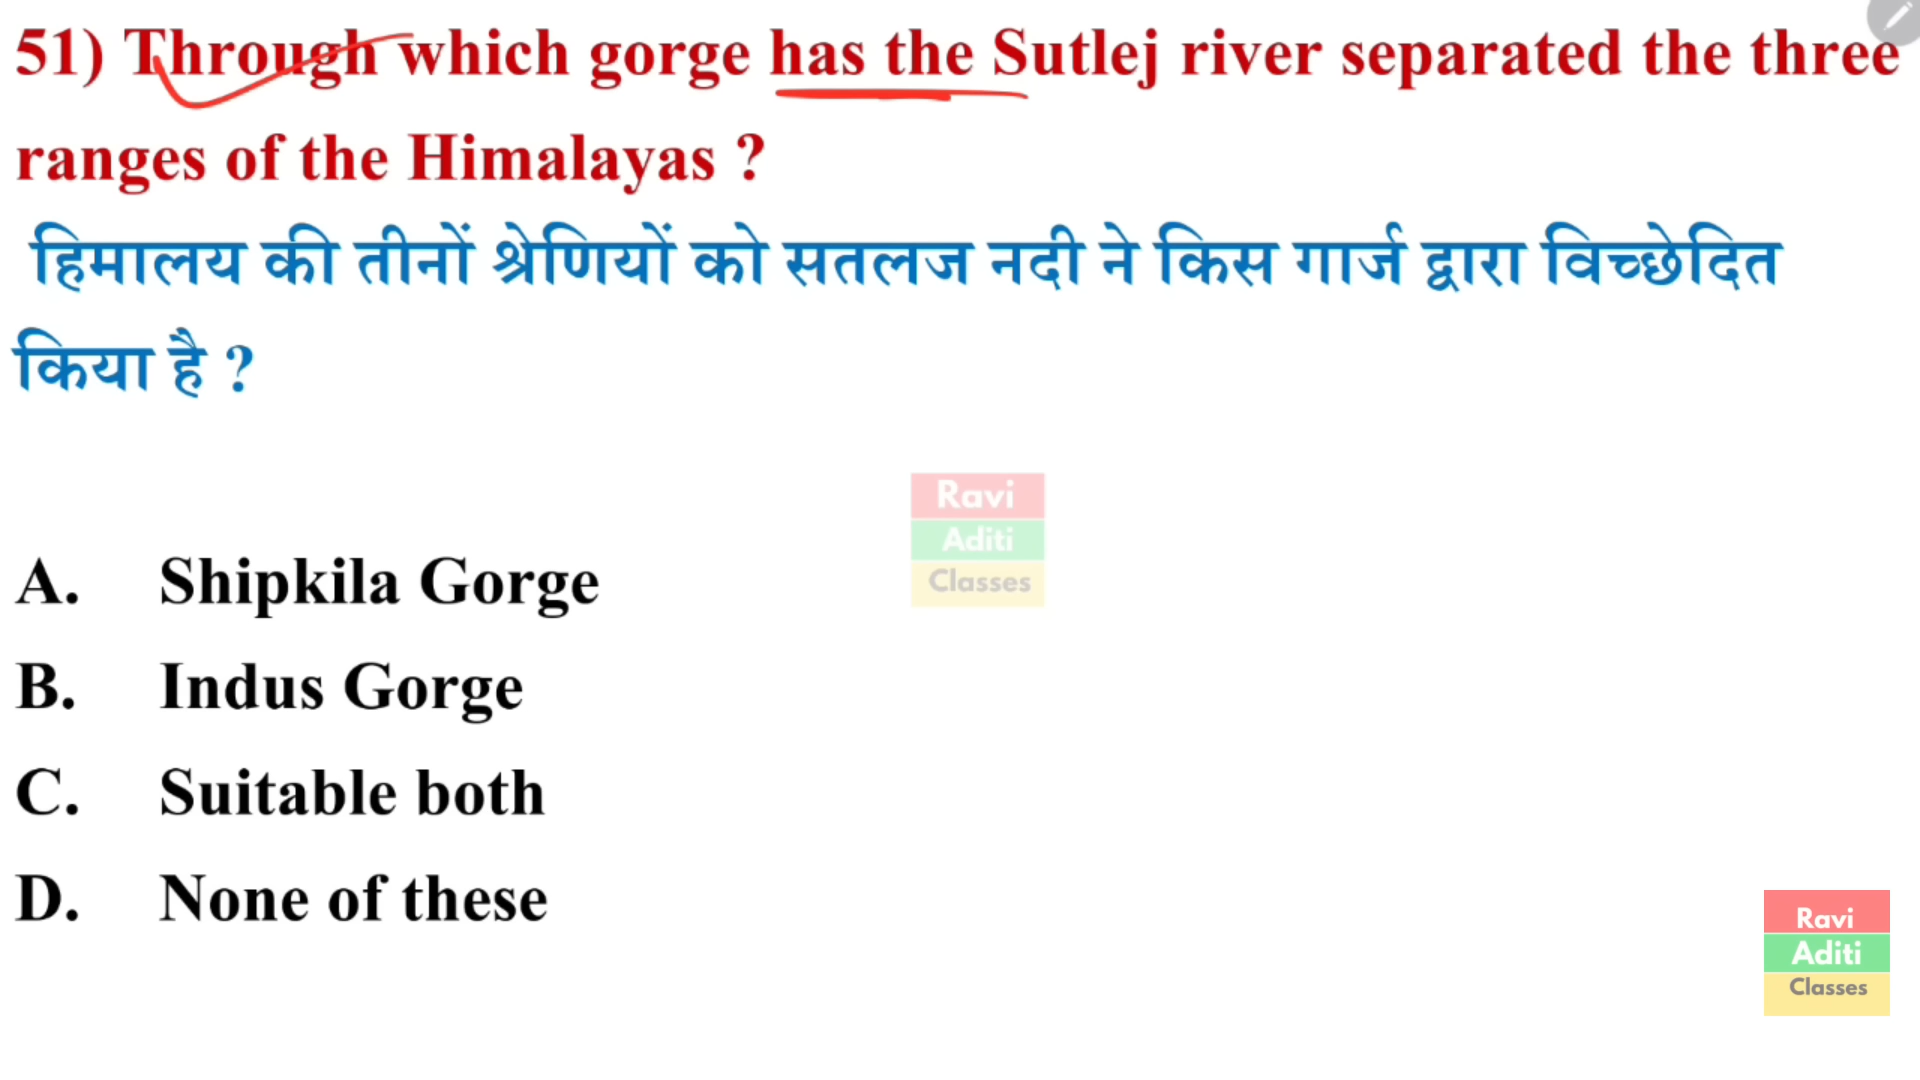 51) Through which gorge has the Sutlej river separated the three
ranges of the Himalayas ?
हिमालय की तीनों श्रेणियों को सतलज नदी ने किस गार्ज द्वारा विच्छेदित
किया है ?
Ravi
Aditi
Classes
A. Shipkila Gorge
B. Indus Gorge
C. Suitable both
D. None of these
Ravi
Aditi
Classes